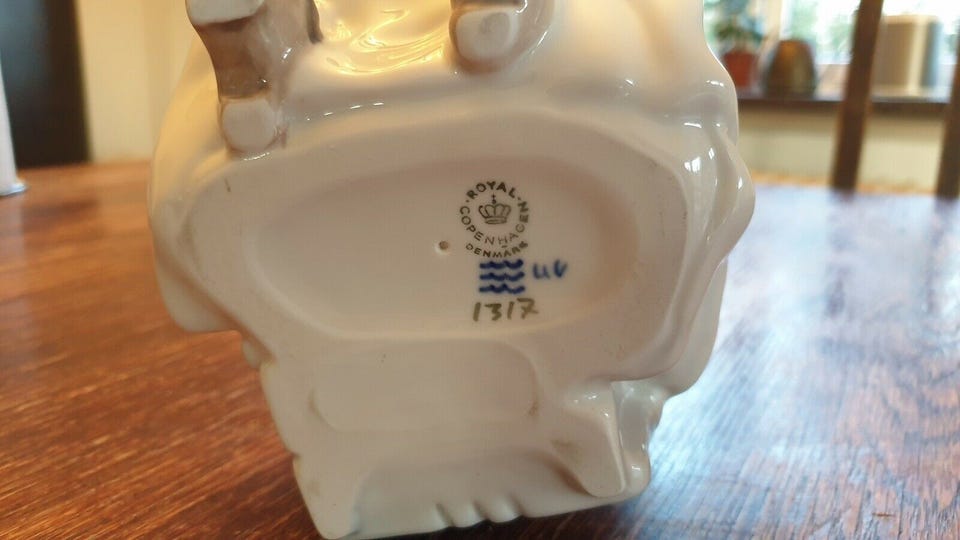 ROYAL
COPENHAGEN
DENMARK
1317